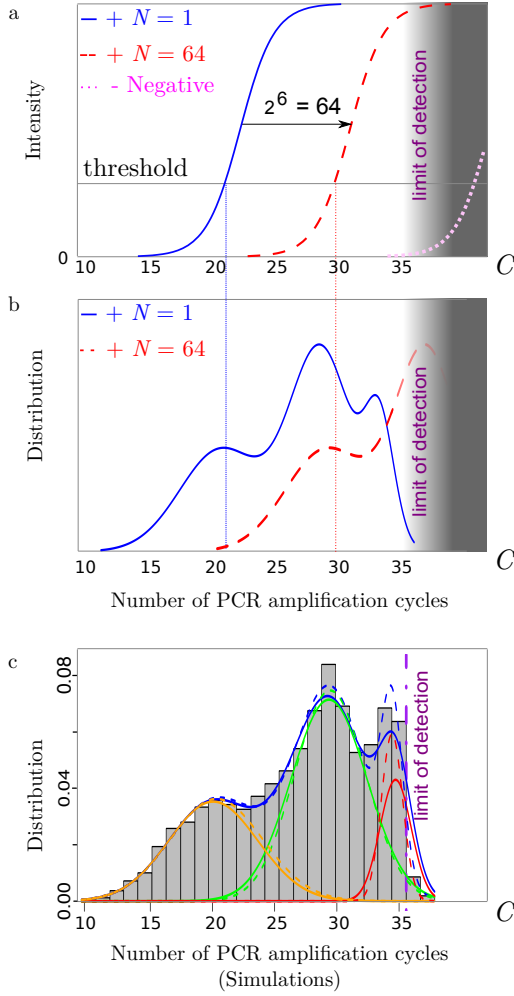 a
+ N = 1
+ N = 64
- Negative
2^6 = 64
threshold
Intensity
limit of detection
0
10 15 20 25 30 35 C
b
+ N = 1
+ N = 64
Distribution
limit of detection
10 15 20 25 30 35 C
Number of PCR amplification cycles
c
0.08
0.04
0.00
Distribution
limit of detection
10 15 20 25 30 35 C
Number of PCR amplification cycles
(Simulations)